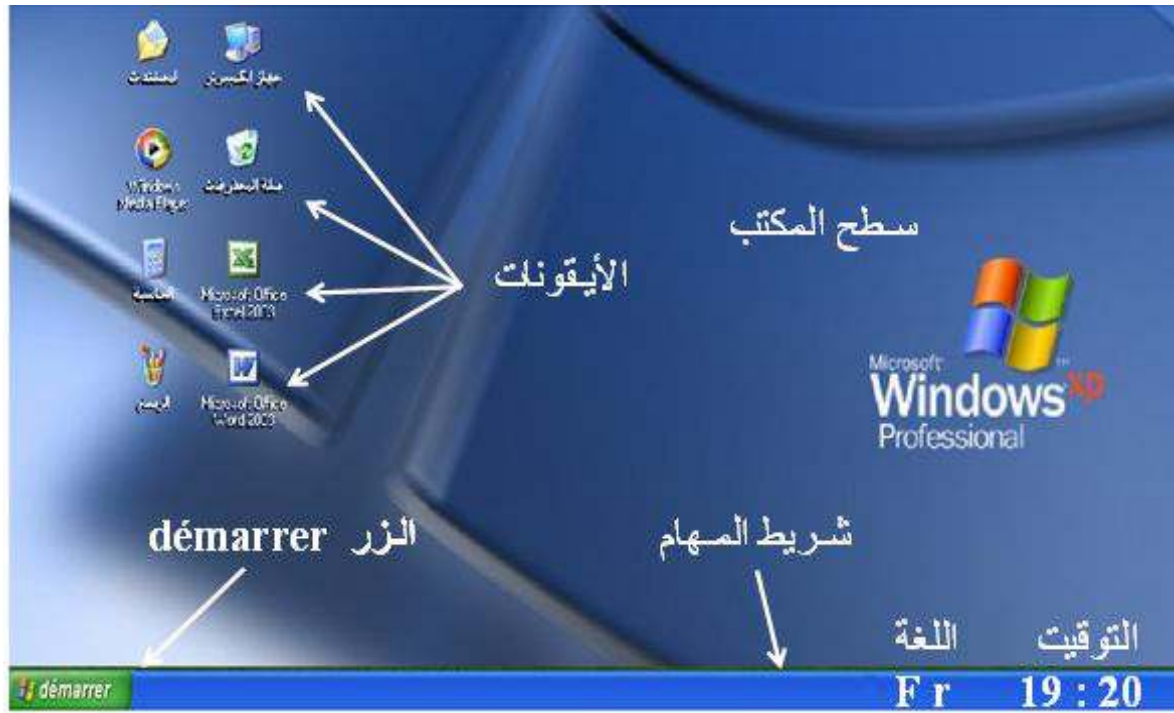 جهاز الكمبيوتر
المستندات
سلة المحذوفات
Windows
Media Player
Microsoft Office
Excel 2003
الحاسبة
Microsoft Office
Word 2003
الرسام
الأيقونات
سطح المكتب
Microsoft
Windows xp
Professional
الزر démarrer
شريط المهام
اللغة
التوقيت
démarrer
Fr
19 : 20